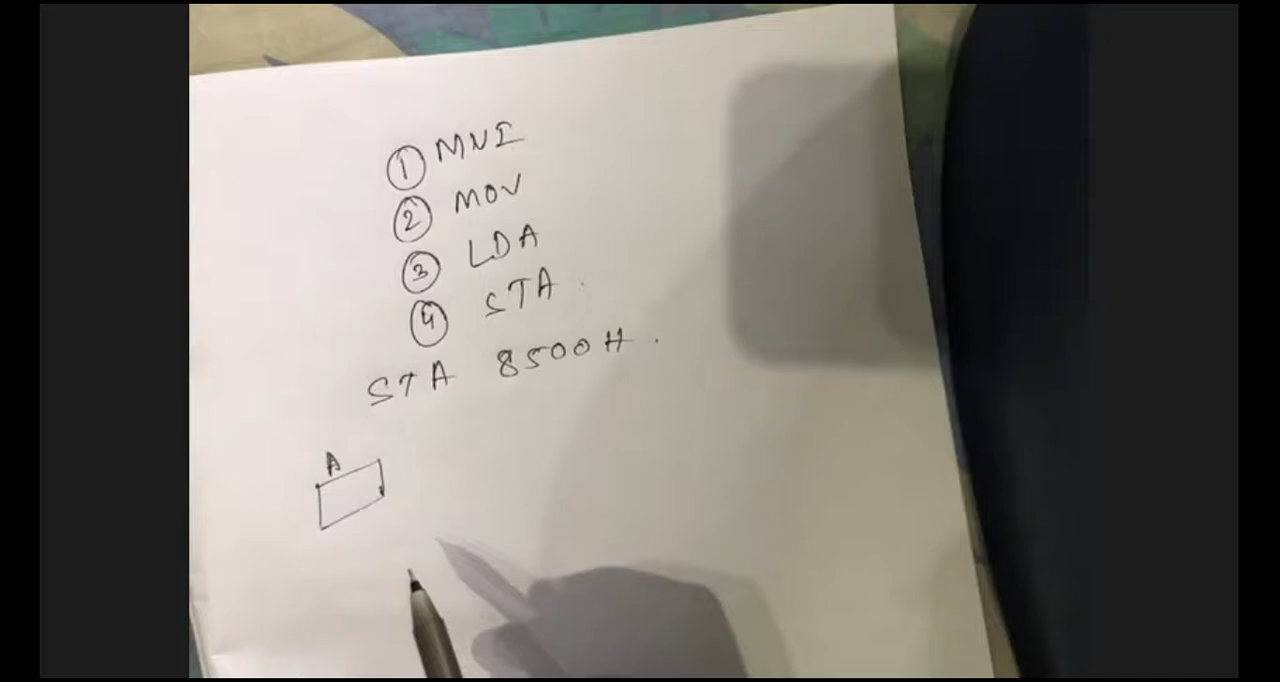 ① MVI
② MOV
③ LDA
④ STA.
STA 8500H.
A